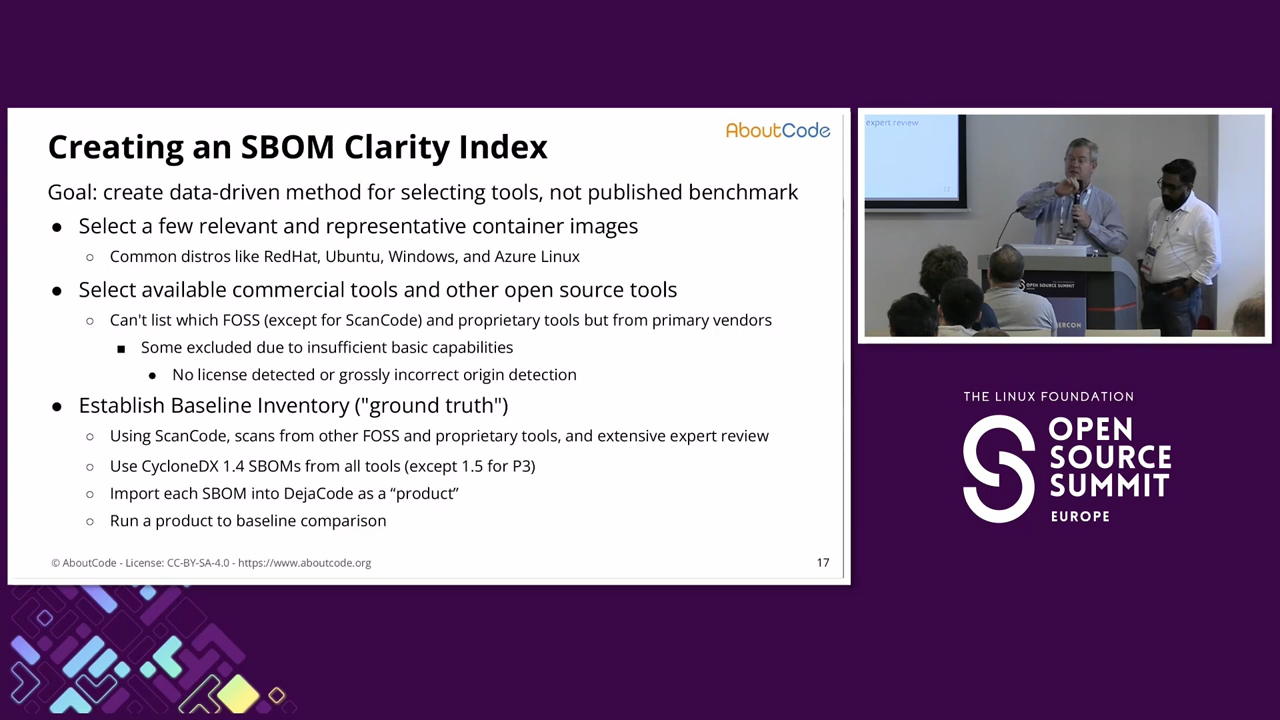 Creating an SBOM Clarity Index
AboutCode
Goal: create data-driven method for selecting tools, not published benchmark
● Select a few relevant and representative container images
○ Common distros like RedHat, Ubuntu, Windows, and Azure Linux
● Select available commercial tools and other open source tools
○ Can't list which FOSS (except for ScanCode) and proprietary tools but from primary vendors
■ Some excluded due to insufficient basic capabilities
● No license detected or grossly incorrect origin detection
● Establish Baseline Inventory ("ground truth")
○ Using ScanCode, scans from other FOSS and proprietary tools, and extensive expert review
○ Use CycloneDX 1.4 SBOMs from all tools (except 1.5 for P3)
○ Import each SBOM into DejaCode as a “product”
○ Run a product to baseline comparison
© AboutCode - License: CC-BY-SA-4.0 - https://www.aboutcode.org
17
expert review
OPEN SOURCE SUMMIT
ERCON
THE LINUX FOUNDATION
OPEN
SOURCE
SUMMIT
EUROPE